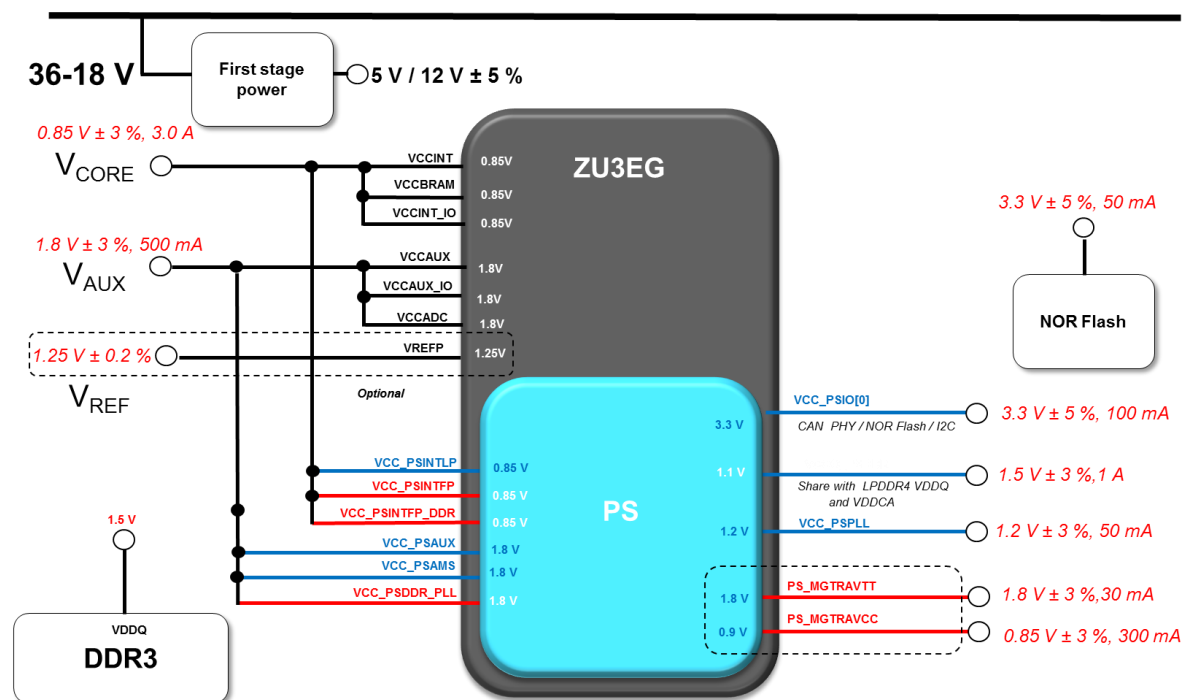 36-18 V
First stage
power
5 V / 12 V ± 5 %
0.85 V ± 3 %, 3.0 A
VCORE
VCCINT
0.85V
VCCBRAM
0.85V
VCCINT_IO
0.85V
ZU3EG
1.8 V ± 3 %, 500 mA
VAUX
VCCAUX
1.8V
VCCAUX_IO
1.8V
VCCADC
1.8V
1.25 V ± 0.2 %
VREFP
1.25V
VREF
Optional
3.3 V ± 5 %, 50 mA
NOR Flash
VCC_PSIO[0]
3.3 V
CAN PHY / NOR Flash / I2C
3.3 V ± 5 %, 100 mA
1.1 V
Share with LPDDR4 VDDQ
and VDDCA
1.5 V ± 3 %,1 A
VCC_PSPLL
1.2 V
1.2 V ± 3 %, 50 mA
PS_MGTRAVTT
1.8 V
1.8 V ± 3 %,30 mA
PS_MGTRAVCC
0.9 V
0.85 V ± 3 %, 300 mA
PS
VCC_PSINTLP
0.85 V
VCC_PSINTFP
0.85 V
VCC_PSINTFP_DDR
0.85 V
VCC_PSAUX
1.8 V
VCC_PSAMS
1.8 V
VCC_PSDDR_PLL
1.8 V
1.5 V
VDDQ
DDR3